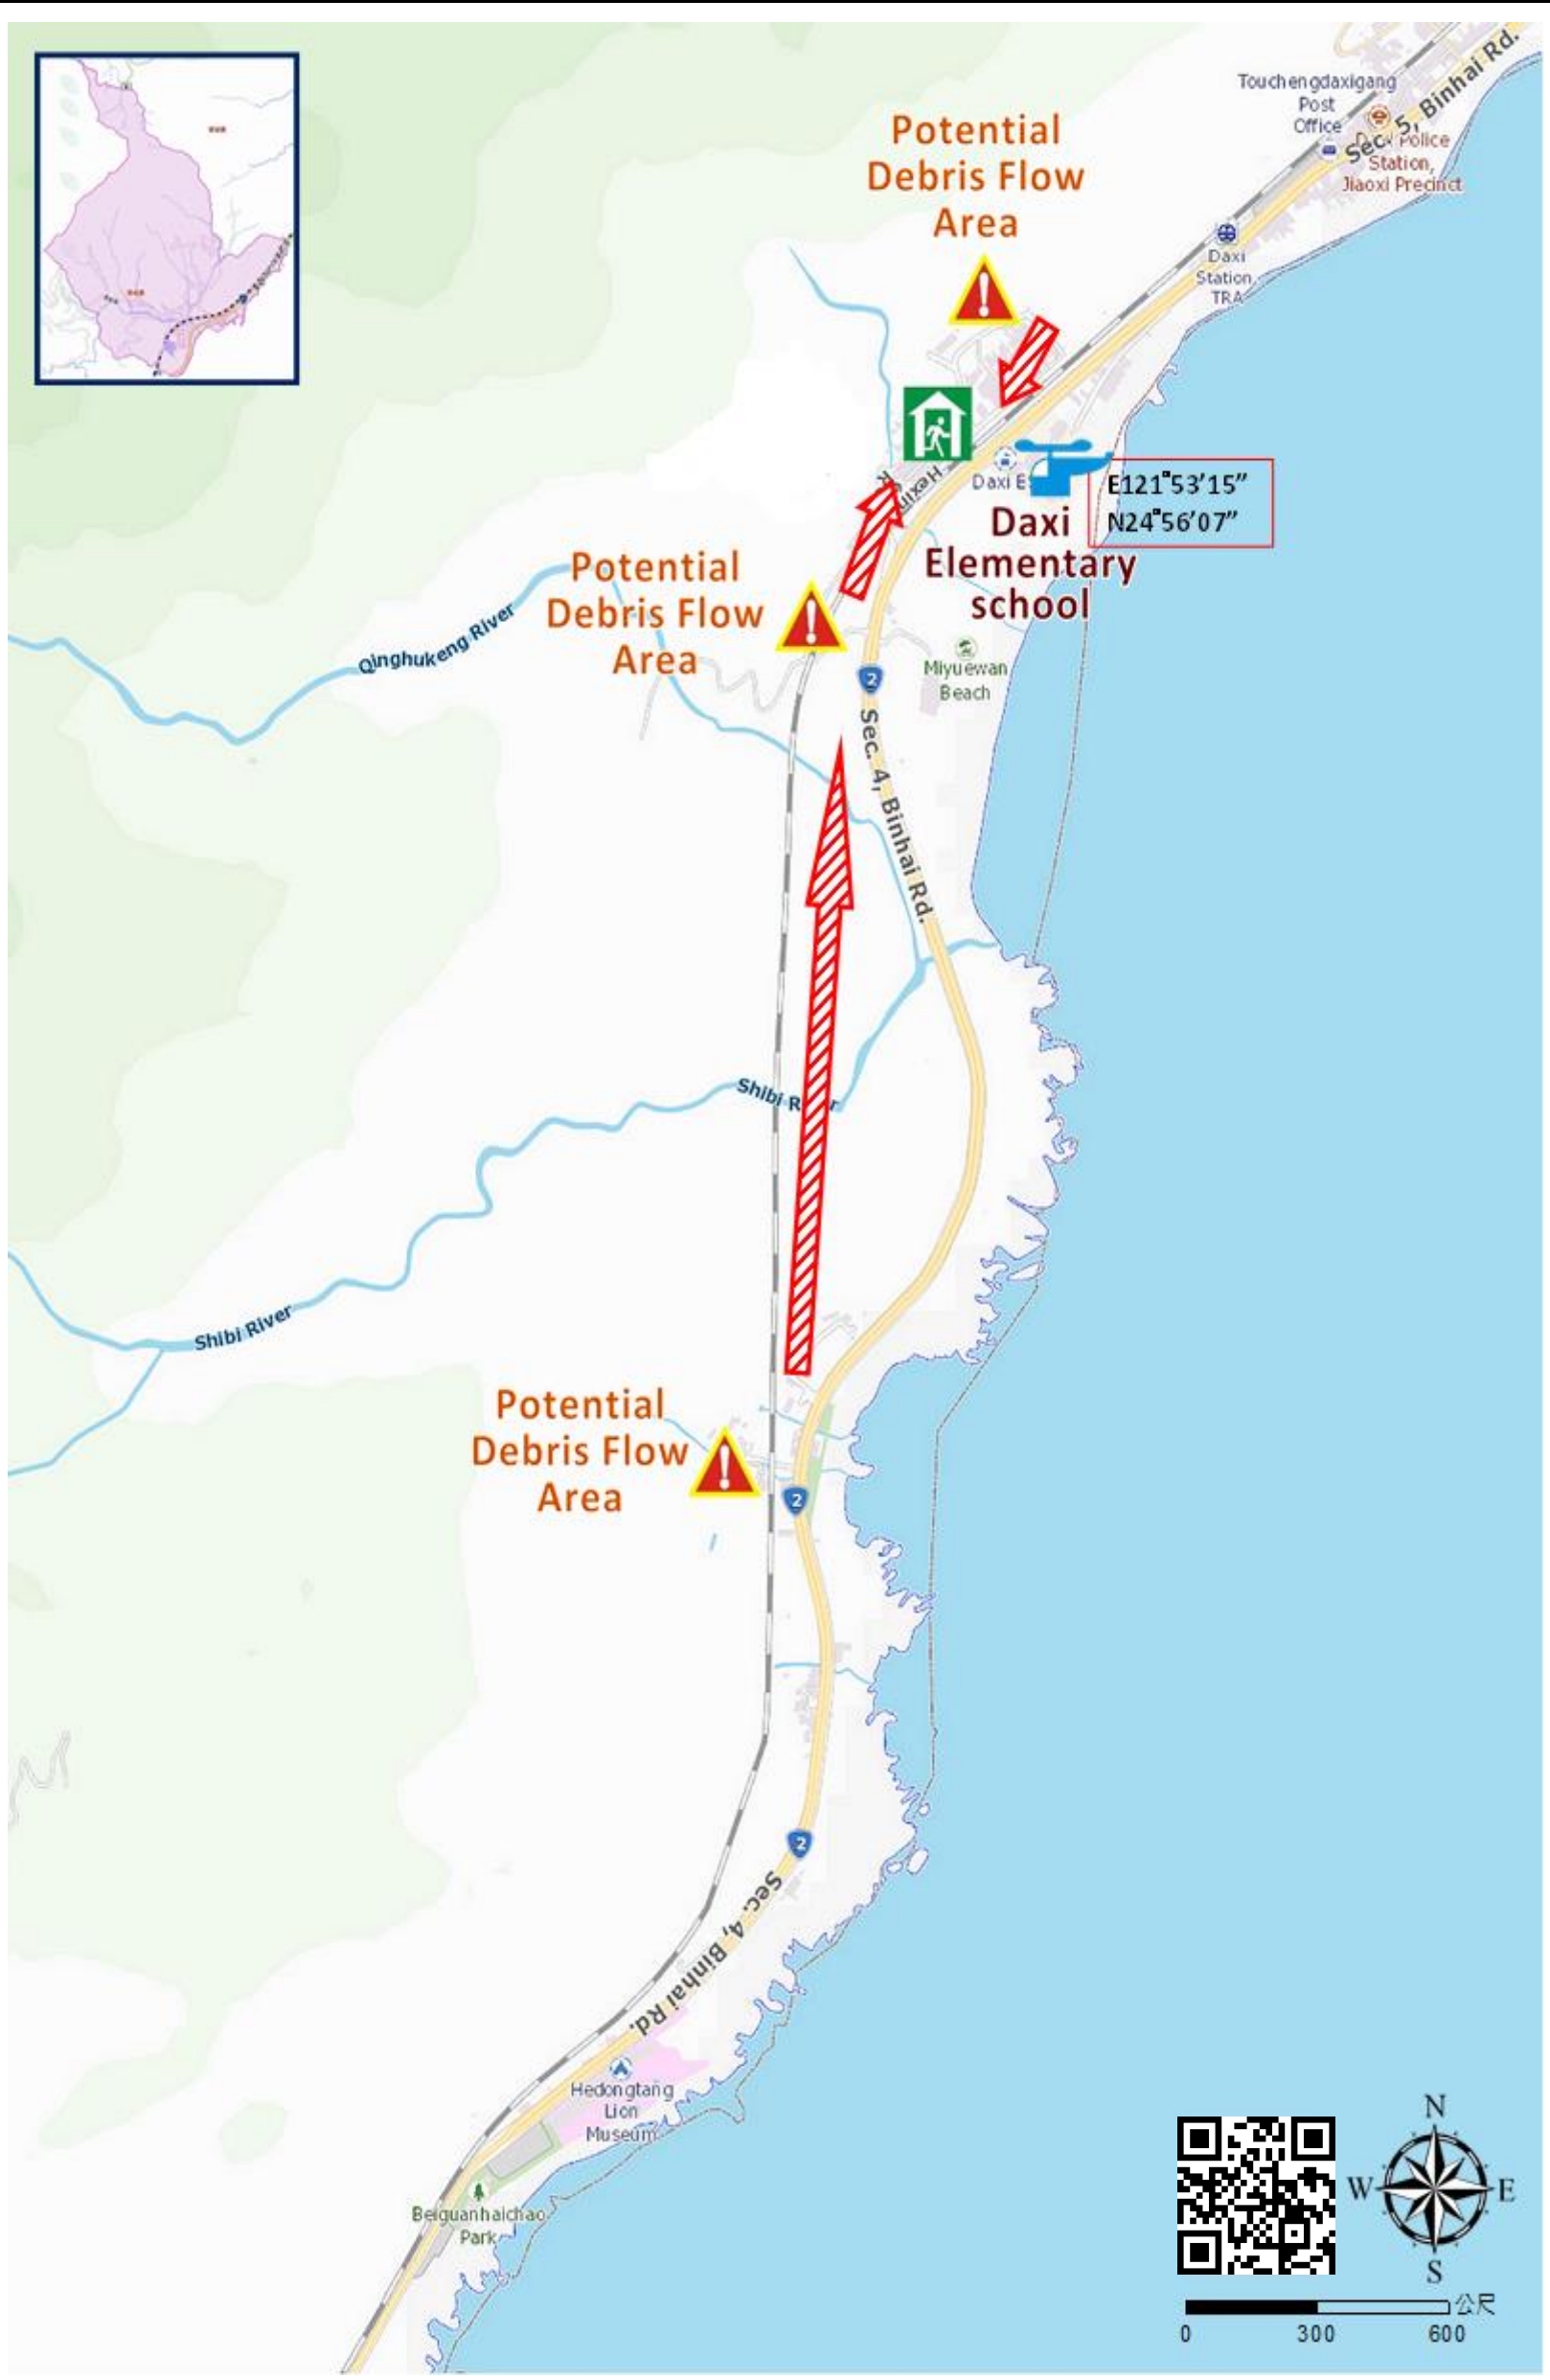 Touchengdaxigang
Post
Office
Sec. 5, Binhai Rd.
Police
Station,
Jiaoxi Precinct
Potential
Debris Flow
Area
Daxi
Station,
TRA
Hexin
Daxi E
E121°53'15"
N24°56'07"
Daxi
Elementary
school
Potential
Debris Flow
Area
Qinghukeng River
Miyuewan
Beach
2
Sec. 4, Binhai Rd.
Shibi R
r
Shibi River
Potential
Debris Flow
Area
2
2
Sec. 4, Binhai Rd.
Hedongtang
Lion
Museum
Beiguanhaichao
Park
N
W
E
S
公尺
0 300 600